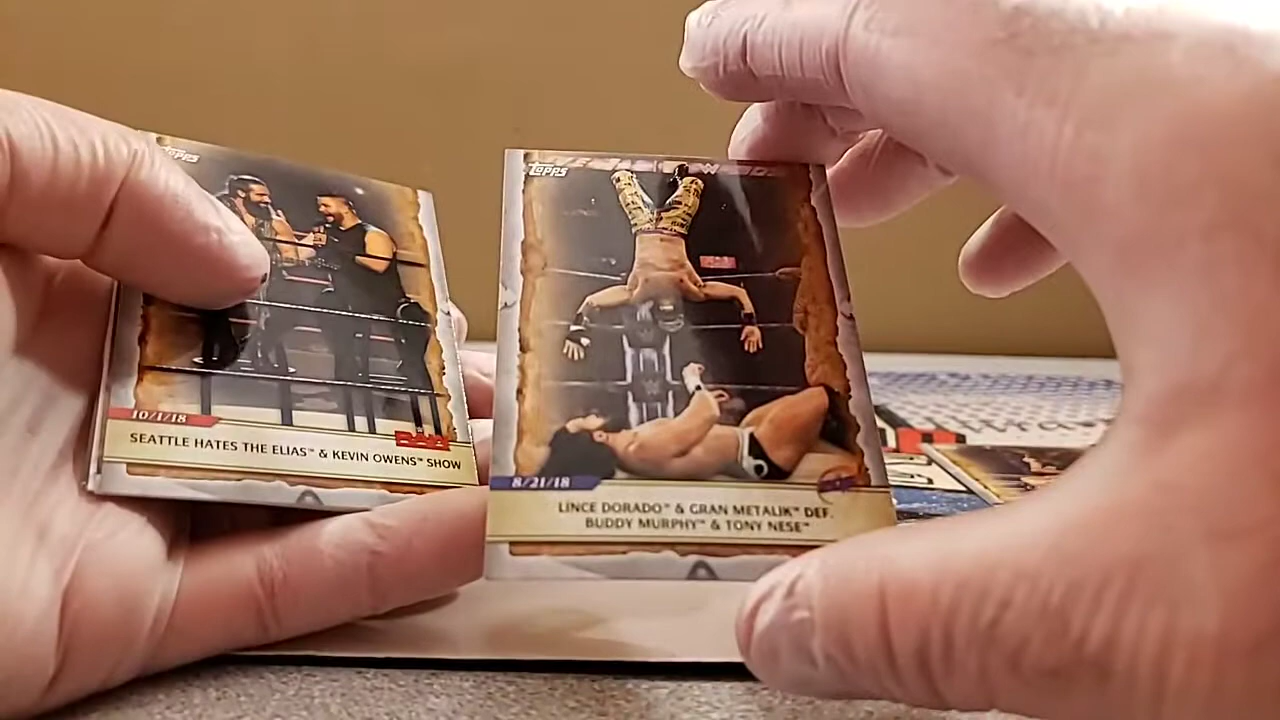 Topps
10/1/18
RAW
SEATTLE HATES THE ELIAS™ & KEVIN OWENS™ SHOW
Topps
8/21/18
LINCE DORADO™ & GRAN METALIK™ DEF.
BUDDY MURPHY™ & TONY NESE™